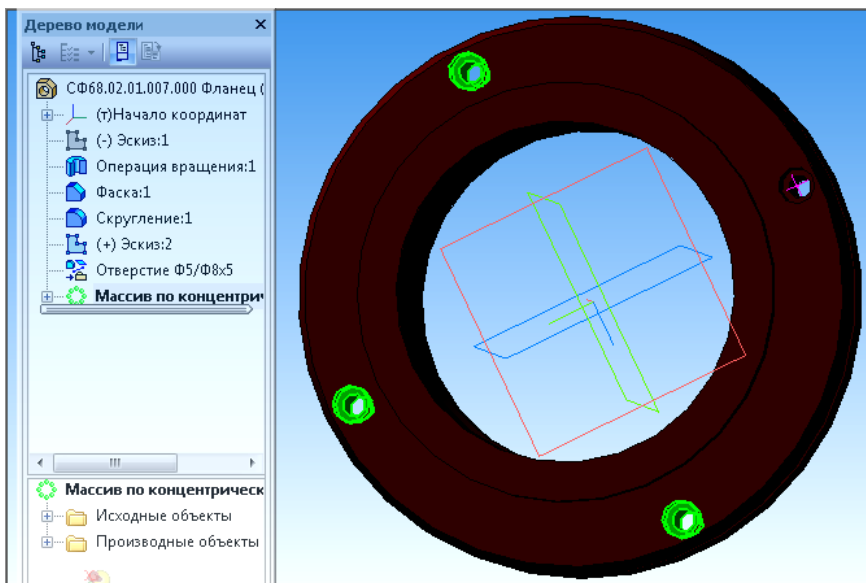 Дерево модели
СФ68.02.01.007.000 Фланец (
(т)Начало координат
(-) Эскиз:1
Операция вращения:1
Фаска:1
Скругление:1
(+) Эскиз:2
Отверстие Ф5/Ф8х5
Массив по концентри
Массив по концентрическ
Исходные объекты
Производные объекты